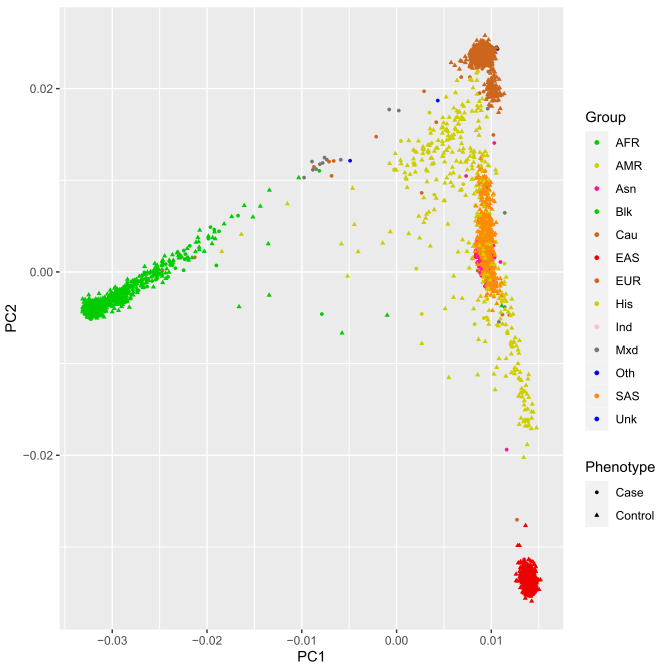 0.02
0.00
−0.02
PC2
−0.03
−0.02
−0.01
0.00
0.01
PC1
Group
AFR
AMR
Asn
Blk
Cau
EAS
EUR
His
Ind
Mxd
Oth
SAS
Unk
Phenotype
Case
Control